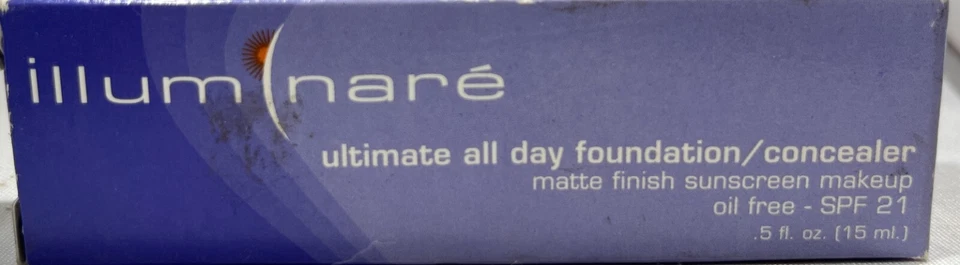 illuminaré
ultimate all day foundation/concealer
matte finish sunscreen makeup
oil free - SPF 21
.5 fl. oz. (15 ml.)